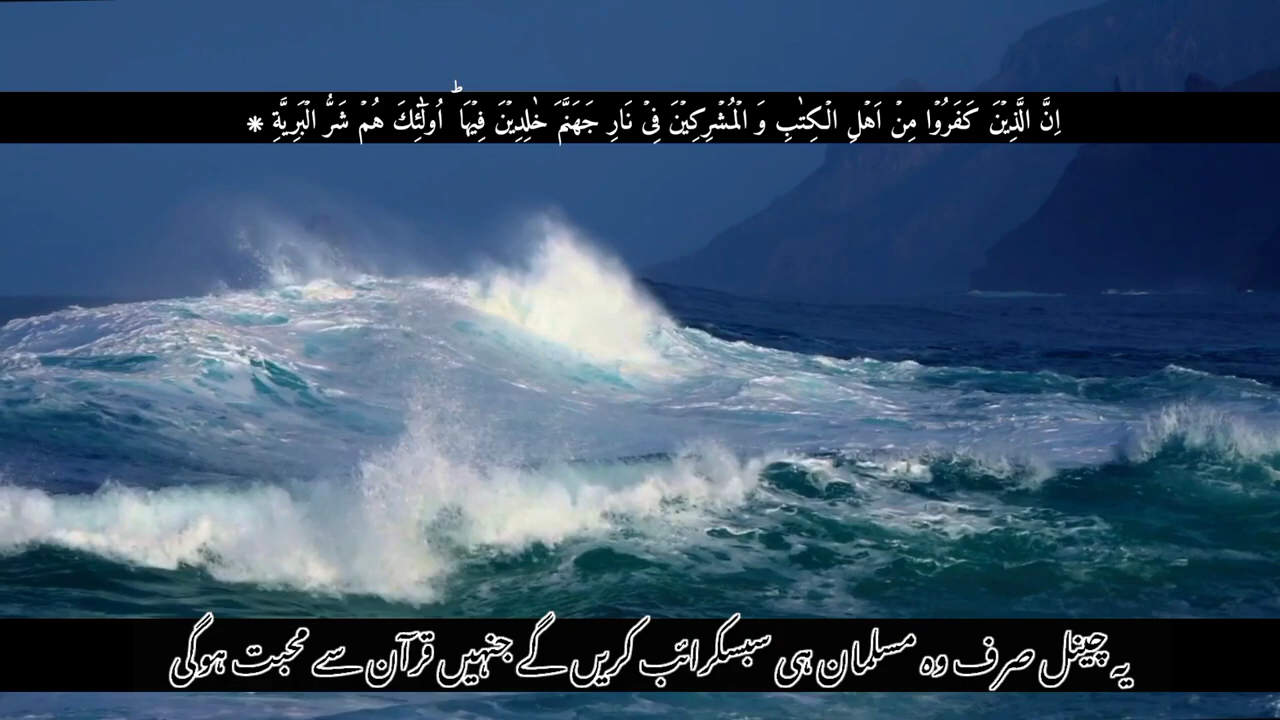 اِنَّ الَّذِيۡنَ كَفَرُوۡا مِنۡ اَهۡلِ الۡكِتٰبِ وَ الۡمُشۡرِكِيۡنَ فِىۡ نَارِ جَهَنَّمَ خٰلِدِيۡنَ فِيۡهَا ؕ اُولٰٓئِكَ هُمۡ شَرُّ الۡبَرِيَّةِ *
یہ چینل صرف وہ مسلمان ہی سبسکرائب کریں گے جنہیں قرآن سے محبت ہوگی